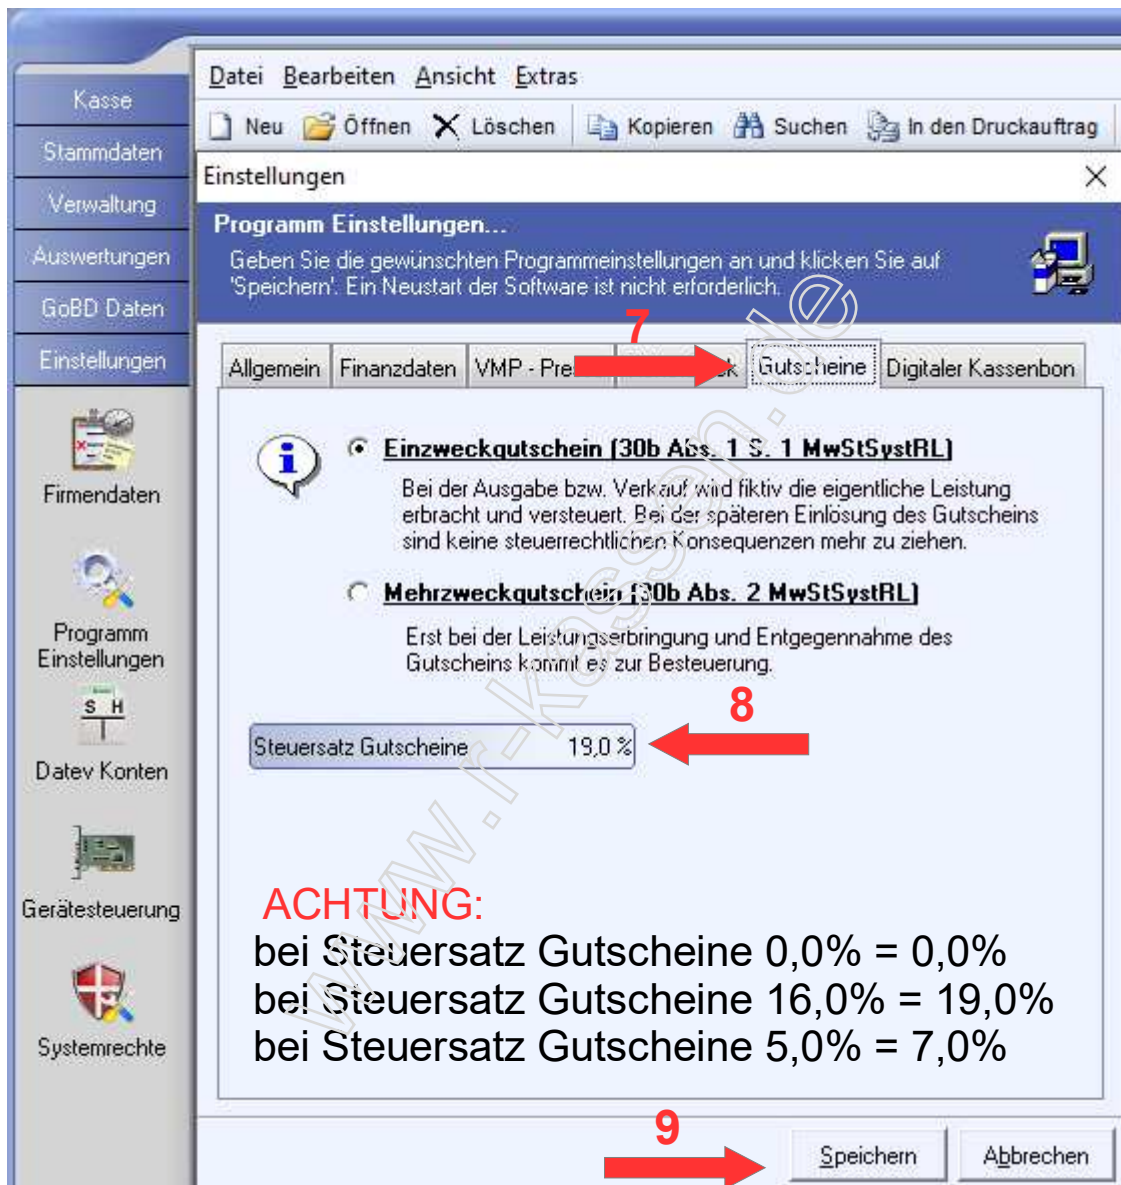 Datei Bearbeiten Ansicht Extras
Neu Öffnen Löschen Kopieren Suchen In den Druckauftrag
Kasse
Stammdaten
Verwaltung
Auswertungen
GoBD Daten
Einstellungen
Firmendaten
Programm
Einstellungen
S H
Datev Konten
Gerätesteuerung
Systemrechte
Einstellungen
Programm Einstellungen...
Geben Sie die gewünschten Programmeinstellungen an und klicken Sie auf
'Speichern'. Ein Neustart der Software ist nicht erforderlich.
7
Allgemein Finanzdaten VMP - Pre k Gutscheine Digitaler Kassenbon
Einzweckgutschein (30b Abs. 1 S. 1 MwStSystRL)
Bei der Ausgabe bzw. Verkauf wird fiktiv die eigentliche Leistung
erbracht und versteuert. Bei der späteren Einlösung des Gutscheins
sind keine steuerrechtlichen Konsequenzen mehr zu ziehen.
Mehrzweckgutschein (30b Abs. 2 MwStSystRL)
Erst bei der Leistungserbringung und Entgegennahme des
Gutscheins kommt es zur Besteuerung.
8
Steuersatz Gutscheine 19,0 %
ACHTUNG:
bei Steuersatz Gutscheine 0,0% = 0,0%
bei Steuersatz Gutscheine 16,0% = 19,0%
bei Steuersatz Gutscheine 5,0% = 7,0%
9
Speichern Abbrechen
www.r-kassen.de